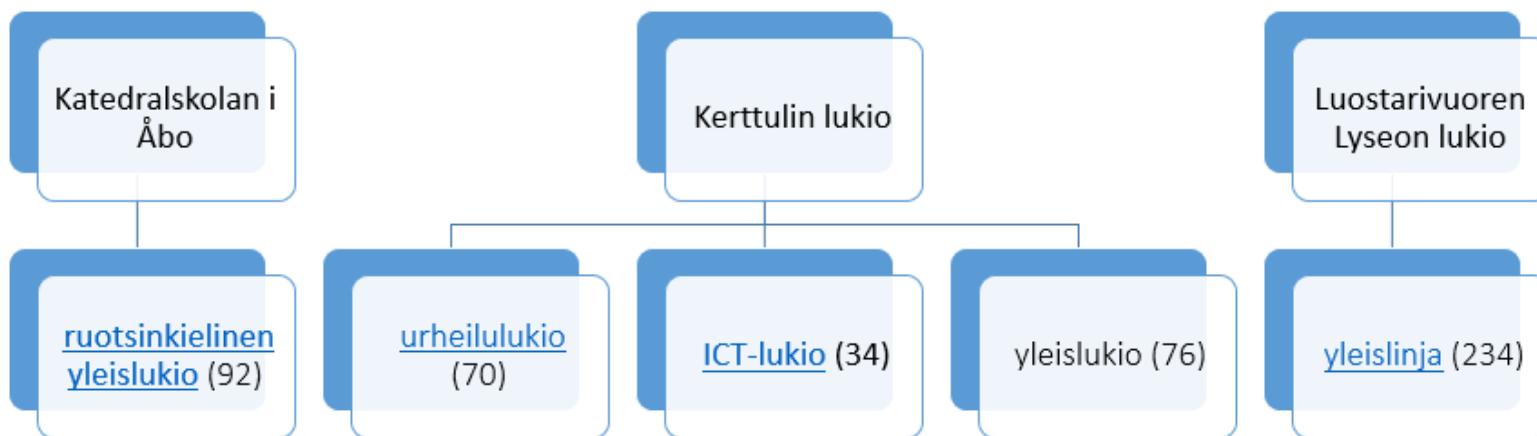 Katedralskolan i
Åbo
Kerttulin lukio
Luostarivuoren
Lyseon lukio
ruotsinkielinen
yleislukio (92)
urheilulukio
(70)
ICT-lukio (34)
yleislukio (76)
yleislinja (234)